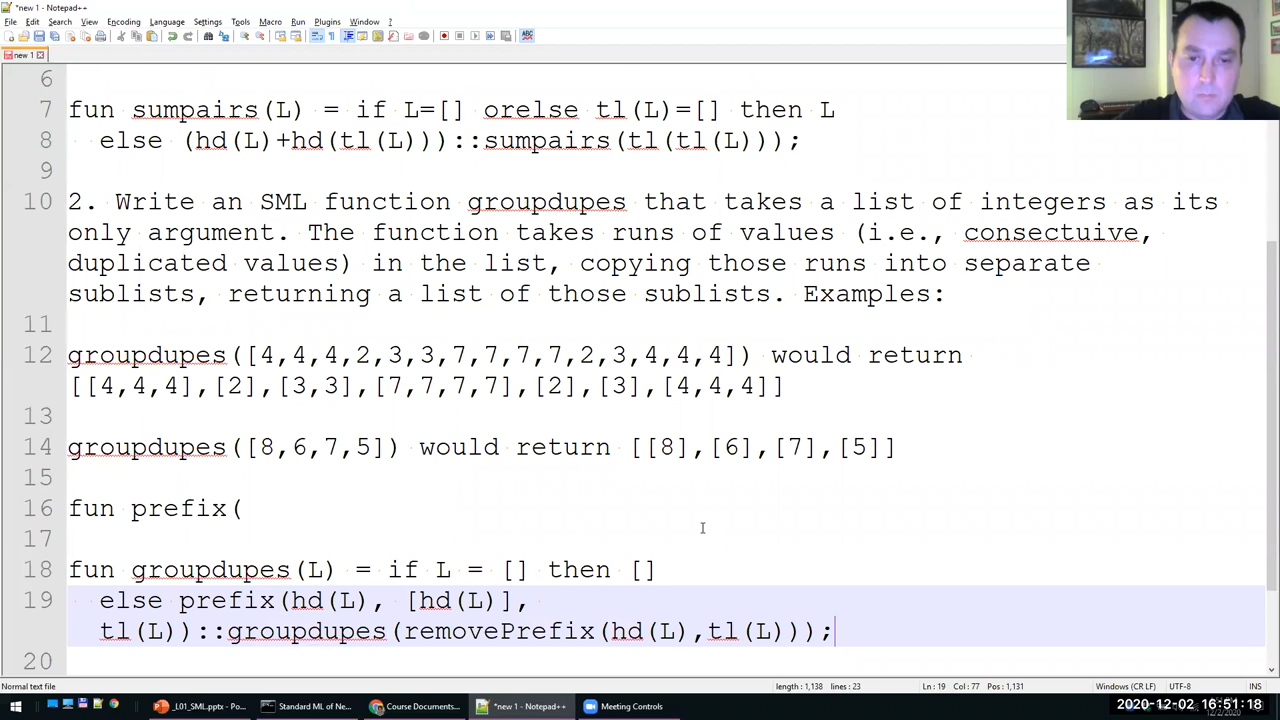 *new 1 - Notepad++
File Edit Search View Encoding Language Settings Tools Macro Run Plugins Window ?
new 1
6
7 fun sumpairs(L) = if L=[] orelse tl(L)=[] then L
8 else (hd(L)+hd(tl(L)))::sumpairs(tl(tl(L)));
9
10 2. Write an SML function groupdupes that takes a list of integers as its
only argument. The function takes runs of values (i.e., consectuive,
duplicated values) in the list, copying those runs into separate
sublists, returning a list of those sublists. Examples:
11
12 groupdupes([4,4,4,2,3,3,7,7,7,7,2,3,4,4,4]) would return
[[4,4,4],[2],[3,3],[7,7,7,7],[2],[3],[4,4,4]]
13
14 groupdupes([8,6,7,5]) would return [[8],[6],[7],[5]]
15
16 fun prefix(
17
18 fun groupdupes(L) = if L = [] then []
19 else prefix(hd(L), [hd(L)],
tl(L))::groupdupes(removePrefix(hd(L),tl(L)));
20
Normal text file length : 1,138 lines : 23 Ln : 19 Col : 77 Pos : 1,131 Windows (CR LF) UTF-8 INS
_L01_SML.pptx - Po... Standard ML of Ne... Course Documents... *new 1 - Notepad++ Meeting Controls 2020-12-02 16:51:18